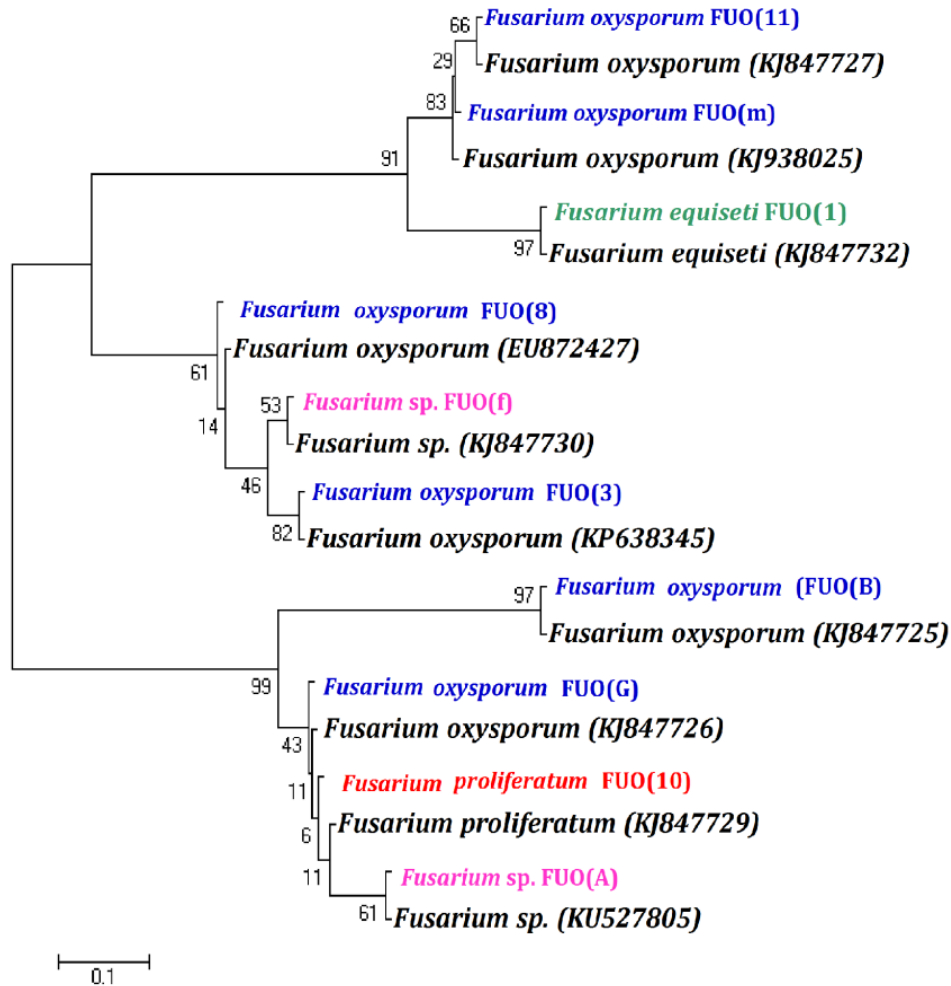 Fusarium oxysporum FUO(11)
66
Fusarium oxysporum (KJ847727)
29
Fusarium oxysporum FUO(m)
83
Fusarium oxysporum (KJ938025)
91
Fusarium equiseti FUO(1)
97
Fusarium equiseti (KJ847732)
Fusarium oxysporum FUO(8)
Fusarium oxysporum (EU872427)
61
Fusarium sp. FUO(f)
53
14
Fusarium sp. (KJ847730)
46
Fusarium oxysporum FUO(3)
82
Fusarium oxysporum (KP638345)
Fusarium oxysporum (FUO(B)
97
Fusarium oxysporum (KJ847725)
99
Fusarium oxysporum FUO(G)
Fusarium oxysporum (KJ847726)
43
Fusarium proliferatum FUO(10)
11
Fusarium proliferatum (KJ847729)
6
Fusarium sp. FUO(A)
11
61
Fusarium sp. (KU527805)
0.1